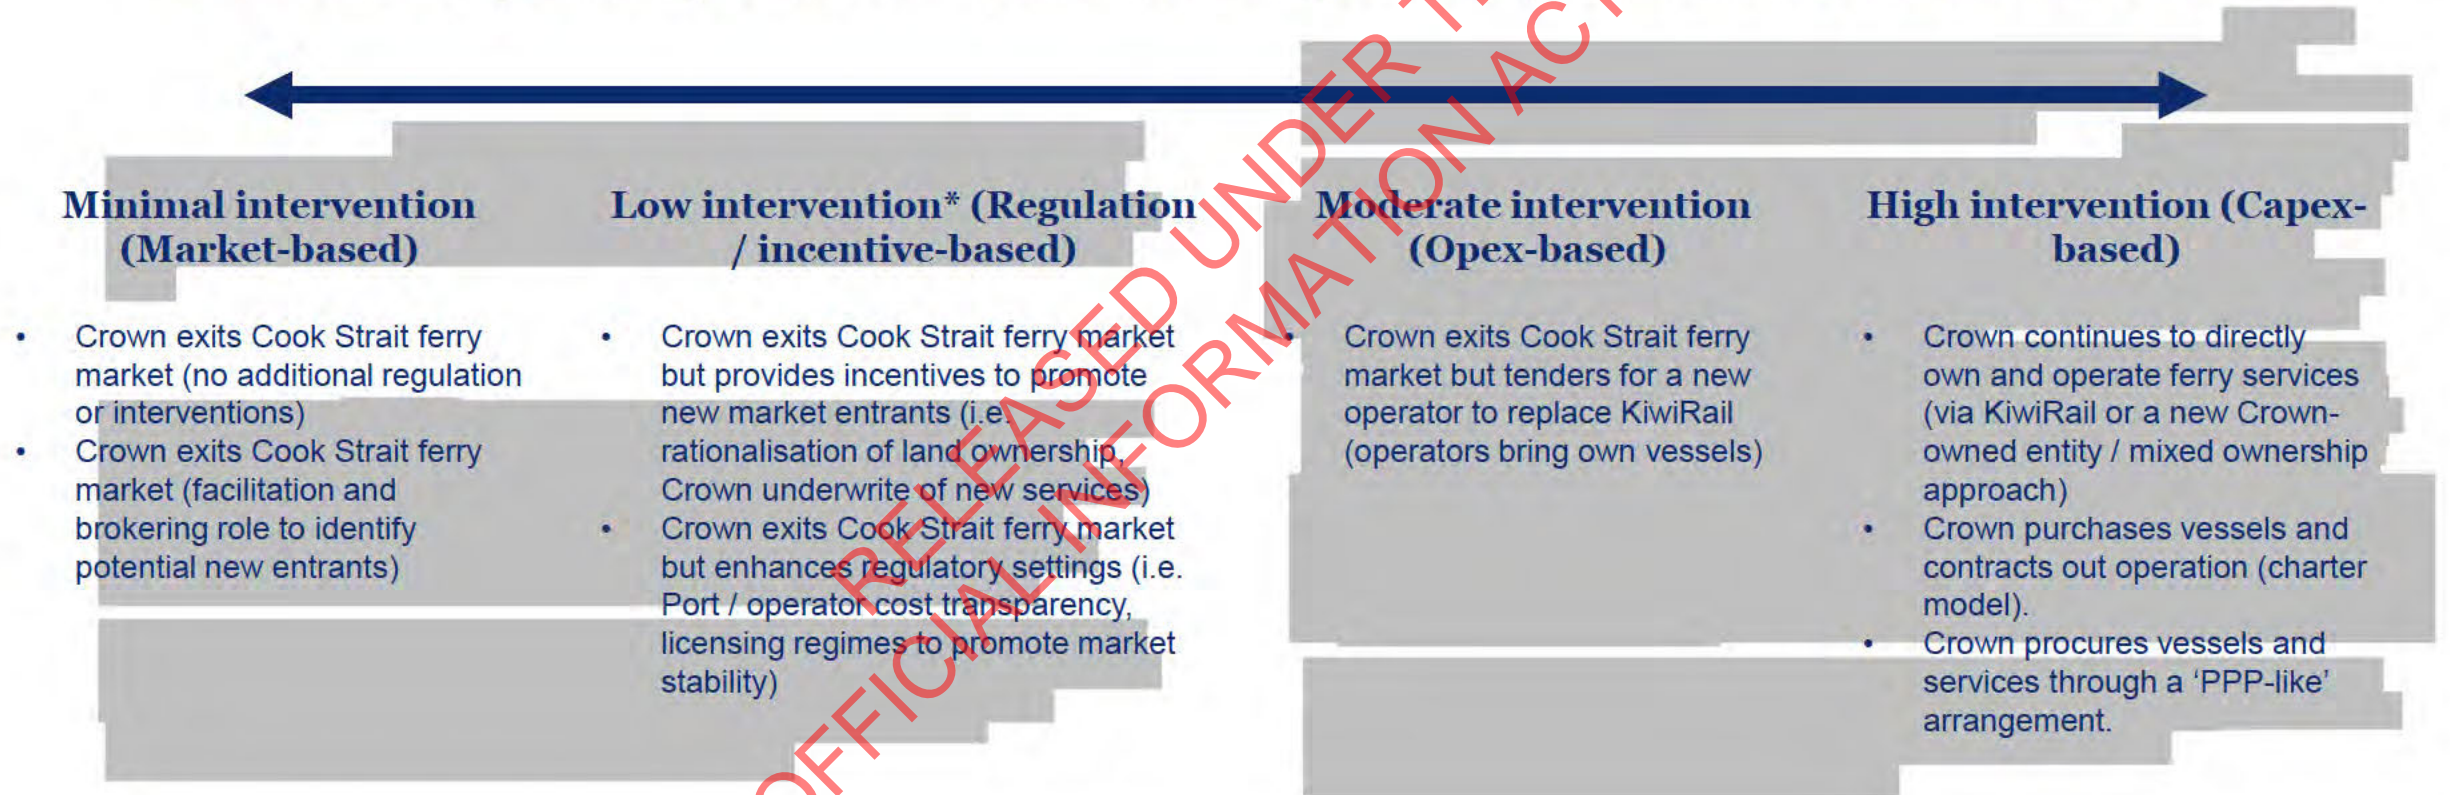 Minimal intervention
(Market-based)
• Crown exits Cook Strait ferry
market (no additional regulation
or interventions)
• Crown exits Cook Strait ferry
market (facilitation and
brokering role to identify
potential new entrants)
Low intervention* (Regulation
/ incentive-based)
• Crown exits Cook Strait ferry market
but provides incentives to promote
new market entrants (i.e.
rationalisation of land ownership,
Crown underwrite of new services)
• Crown exits Cook Strait ferry market
but enhances regulatory settings (i.e.
Port / operator cost transparency,
licensing regimes to promote market
stability)
Moderate intervention
(Opex-based)
• Crown exits Cook Strait ferry
market but tenders for a new
operator to replace KiwiRail
(operators bring own vessels)
High intervention (Capex-
based)
• Crown continues to directly
own and operate ferry services
(via KiwiRail or a new Crown-
owned entity / mixed ownership
approach)
• Crown purchases vessels and
contracts out operation (charter
model).
• Crown procures vessels and
services through a ‘PPP-like’
arrangement.
RELEASED UNDER
OFFICIAL INFORMATION ACT